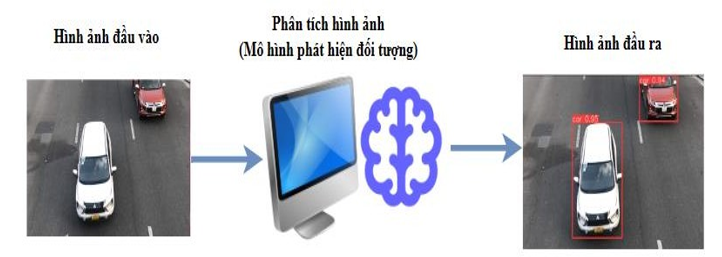 Hình ảnh đầu vào
Phân tích hình ảnh
(Mô hình phát hiện đối tượng)
Hình ảnh đầu ra
car 0.94
car 0.95